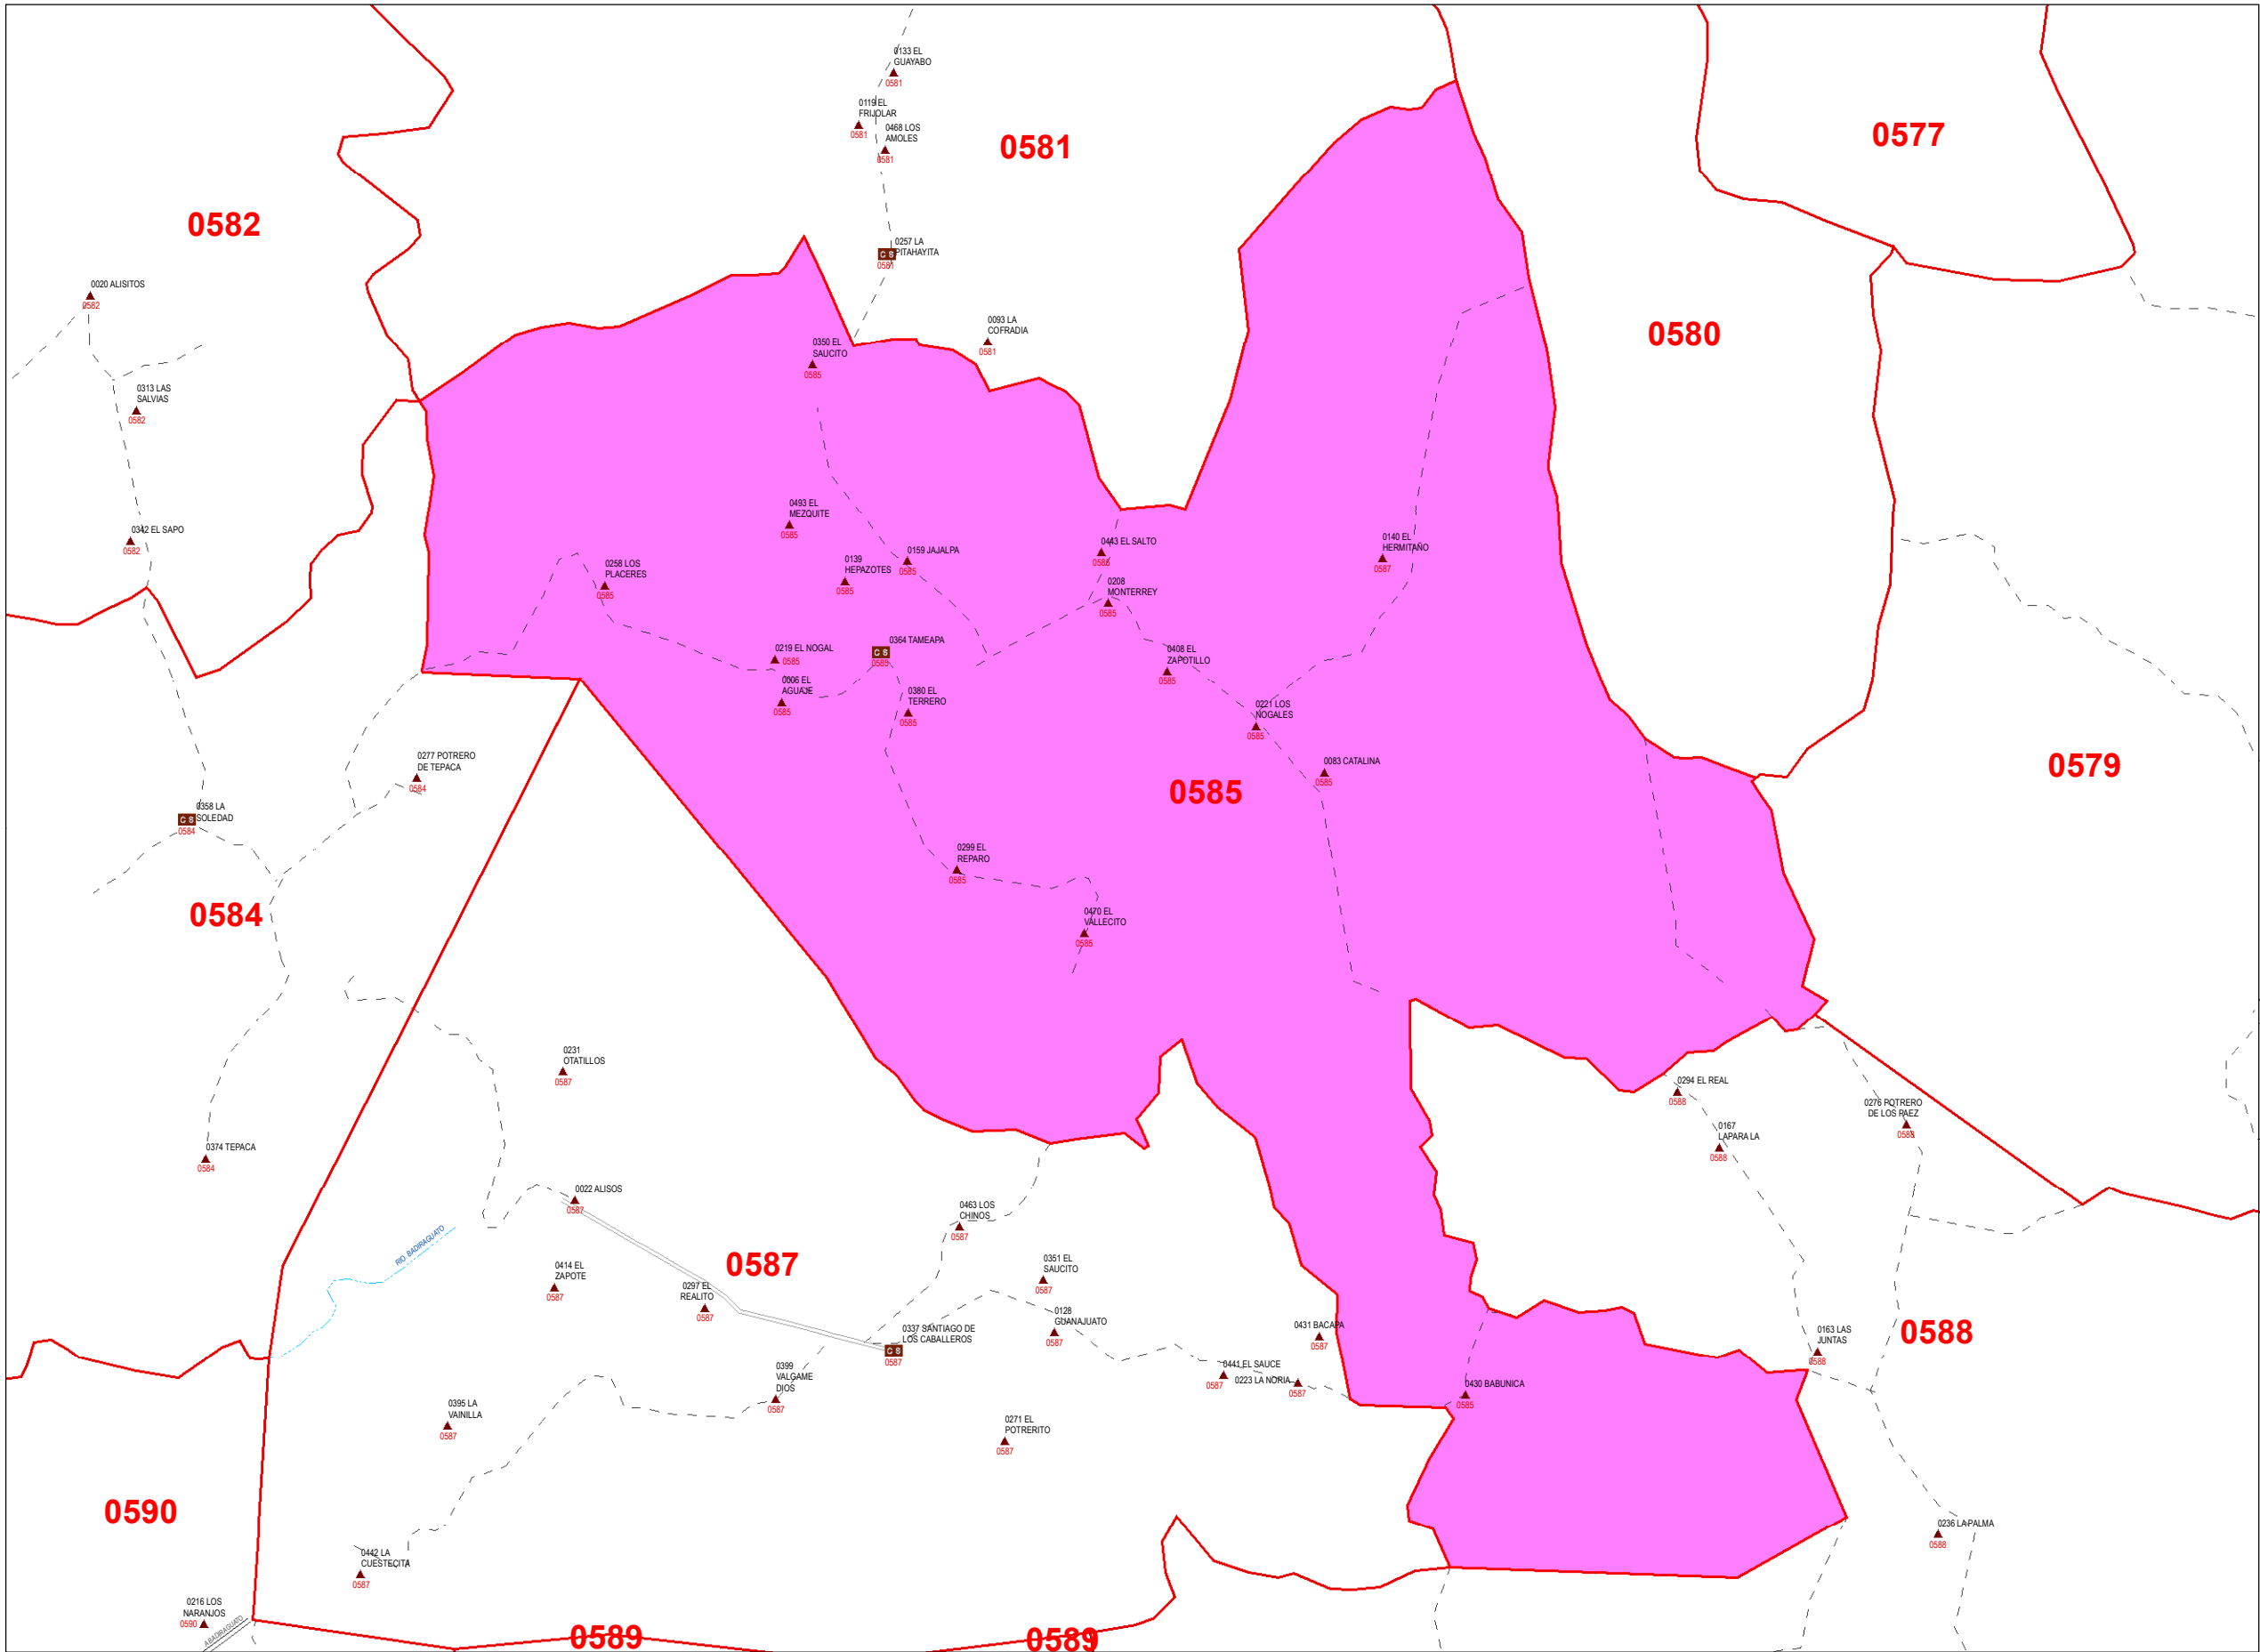 0133 EL
GUAYABO
0581
0119 EL
FRIJOLAR
0581
0468 LOS
AMOLES
0581
0581
0577
0582
0257 LA
PITAHAYITA
C S
0581
0020 ALISITOS
0582
0093 LA
COFRADIA
0581
0580
0350 EL
SAUCITO
0585
0313 LAS
SALVIAS
0582
0493 EL
MEZQUITE
0585
0342 EL SAPO
0582
0159 JAJALPA
0585
0443 EL SALTO
0140 EL
HERMITAÑO
0587
0139
HEPAZOTES
0585
0258 LOS
PLACERES
0585
0208
MONTERREY
0585
0219 EL NOGAL
0585
0364 TAMEAPA
C S
0585
0408 EL
ZAPOTILLO
0585
0006 EL
AGUAJE
0585
0380 EL
TERRERO
0585
0221 LOS
NOGALES
0585
0277 POTRERO
DE TEPACA
0584
0083 CATALINA
0585
0585
0579
0358 LA
SOLEDAD
C S
0584
0299 EL
REPARO
0585
0584
0470 EL
VALLECITO
0585
0231
OTATILLOS
0587
0294 EL REAL
0588
0276 POTRERO
DE LOS PAEZ
0588
0167
LAPARA LA
0588
0374 TEPACA
0584
0022 ALISOS
0587
0463 LOS
CHINOS
0587
RIO. BADIRAGUATO
0587
0351 EL
SAUCITO
0587
0414 EL
ZAPOTE
0587
0297 EL
REALITO
0587
0128
GUANAJUATO
0587
0337 SANTIAGO DE
LOS CABALLEROS
C S
0587
0431 BACAPA
0587
0163 LAS
JUNTAS
0588
0588
0441 EL SAUCE
0587
0223 LA NORIA
0587
0399
VALGAME
DIOS
0587
0430 BABUNICA
0585
0395 LA
VAINILLA
0587
0271 EL
POTRERITO
0587
0590
0236 LA PALMA
0588
0442 LA
CUESTECITA
0587
0216 LOS
NARANJOS
0590
A BADIRAGUATO
0589
0589